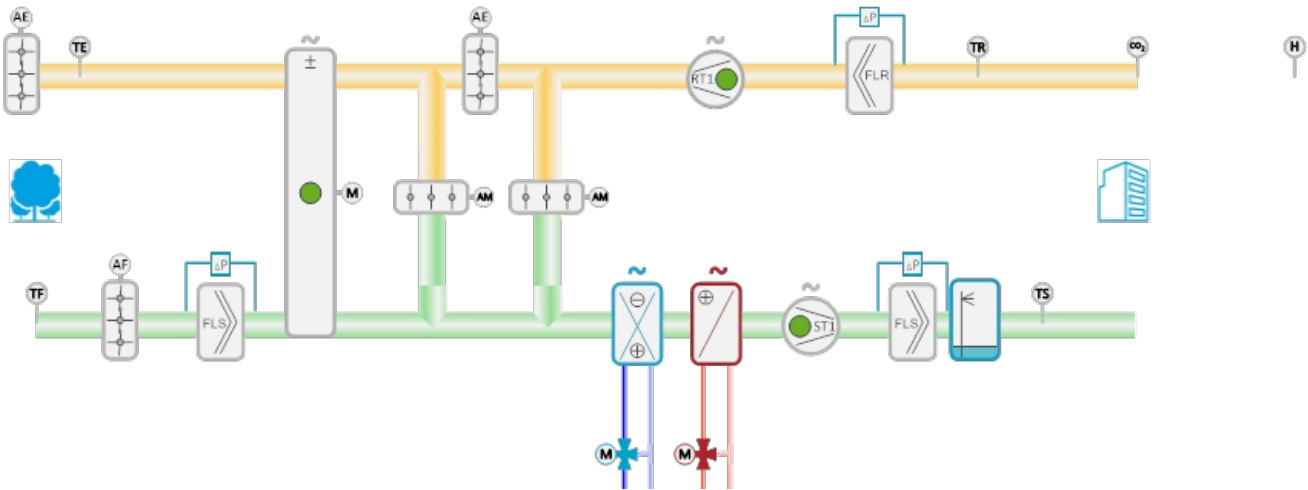 AE
AE
ΔP
TE
TR
CO₂
H
±
RT1
FLR
M
AM
AM
AF
ΔP
ΔP
TF
TS
FLS
ST1
FLS
M
M